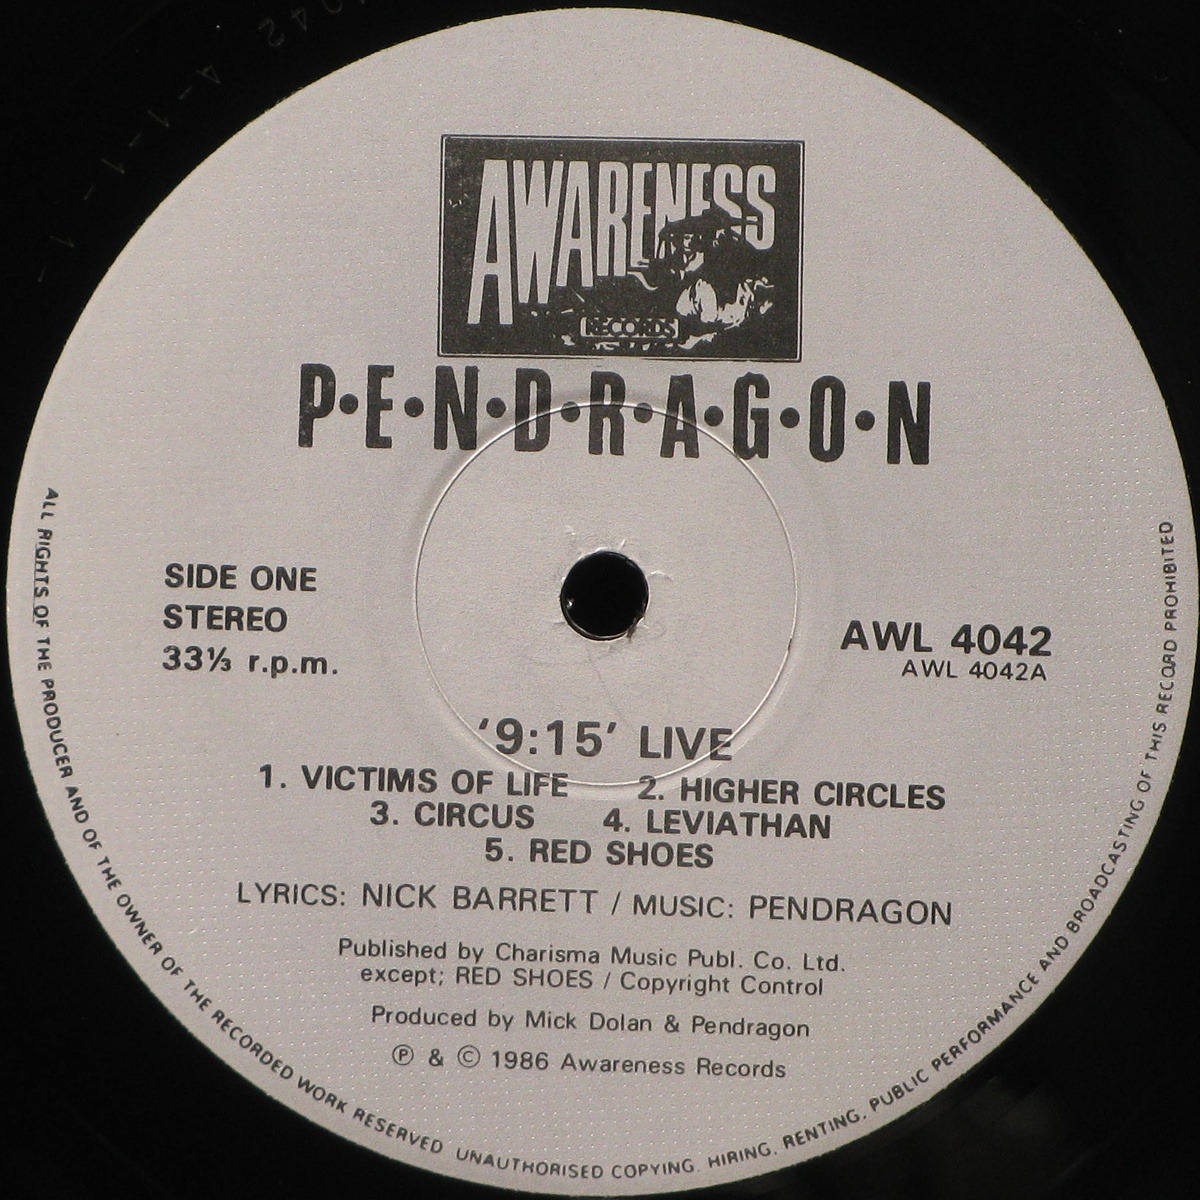 AWARENESS
RECORDS
P·E·N·D·R·A·G·O·N
SIDE ONE
STEREO
33⅓ r.p.m.
AWL 4042
AWL 4042A
'9:15' LIVE
1. VICTIMS OF LIFE 2. HIGHER CIRCLES
3. CIRCUS 4. LEVIATHAN
5. RED SHOES
LYRICS: NICK BARRETT / MUSIC: PENDRAGON
Published by Charisma Music Publ. Co. Ltd.
except; RED SHOES / Copyright Control
Produced by Mick Dolan & Pendragon
℗ & © 1986 Awareness Records
ALL RIGHTS OF THE PRODUCER AND OF THE OWNER OF THE RECORDED WORK RESERVED UNAUTHORISED COPYING. HIRING. RENTING. PUBLIC PERFORMANCE AND BROADCASTING OF THIS RECORD PROHIBITED